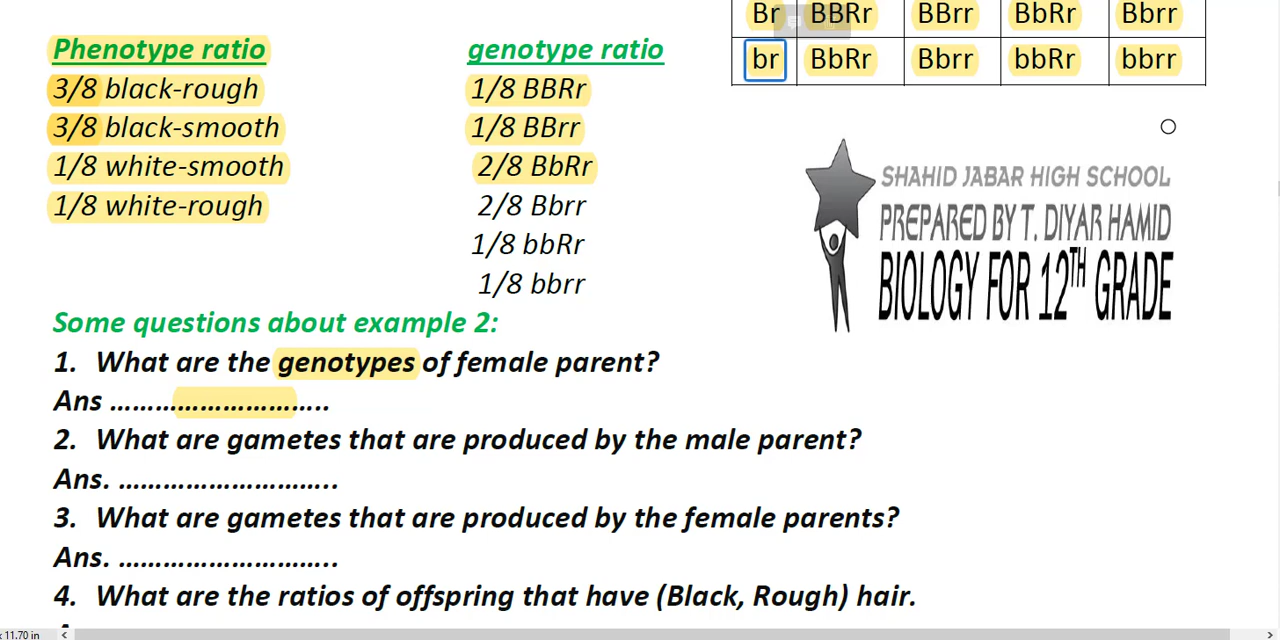 Br BBRr BBrr BbRr Bbrr
br BbRr Bbrr bbRr bbrr
Phenotype ratio genotype ratio
3/8 black-rough 1/8 BBRr
3/8 black-smooth 1/8 BBrr
1/8 white-smooth 2/8 BbRr
1/8 white-rough 2/8 Bbrr
1/8 bbRr
1/8 bbrr
SHAHID JABAR HIGH SCHOOL
PREPARED BY T. DIYAR HAMID
BIOLOGY FOR 12TH GRADE
Some questions about example 2:
1. What are the genotypes of female parent?
Ans ………………………..
2. What are gametes that are produced by the male parent?
Ans. ………………………..
3. What are gametes that are produced by the female parents?
Ans. ………………………..
4. What are the ratios of offspring that have (Black, Rough) hair.
x 11.70 in